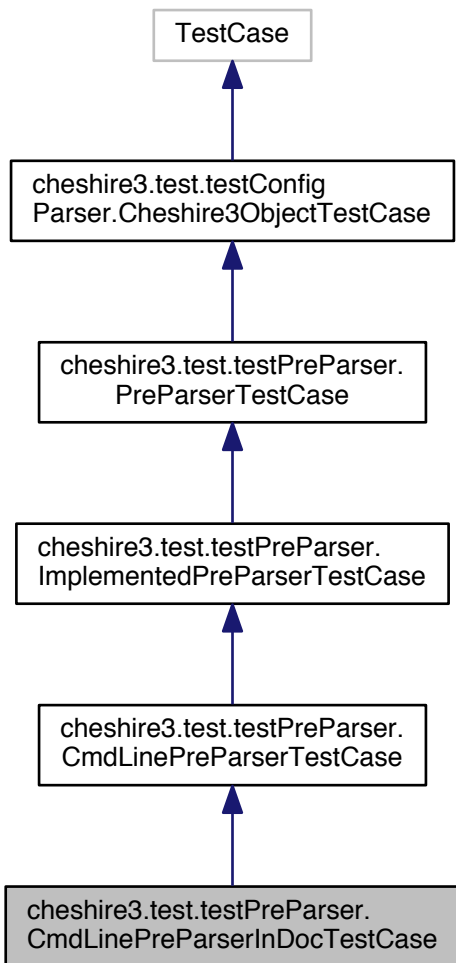 TestCase
cheshire3.test.testConfig
Parser.Cheshire3ObjectTestCase
cheshire3.test.testPreParser.
PreParserTestCase
cheshire3.test.testPreParser.
ImplementedPreParserTestCase
cheshire3.test.testPreParser.
CmdLinePreParserTestCase
cheshire3.test.testPreParser.
CmdLinePreParserInDocTestCase